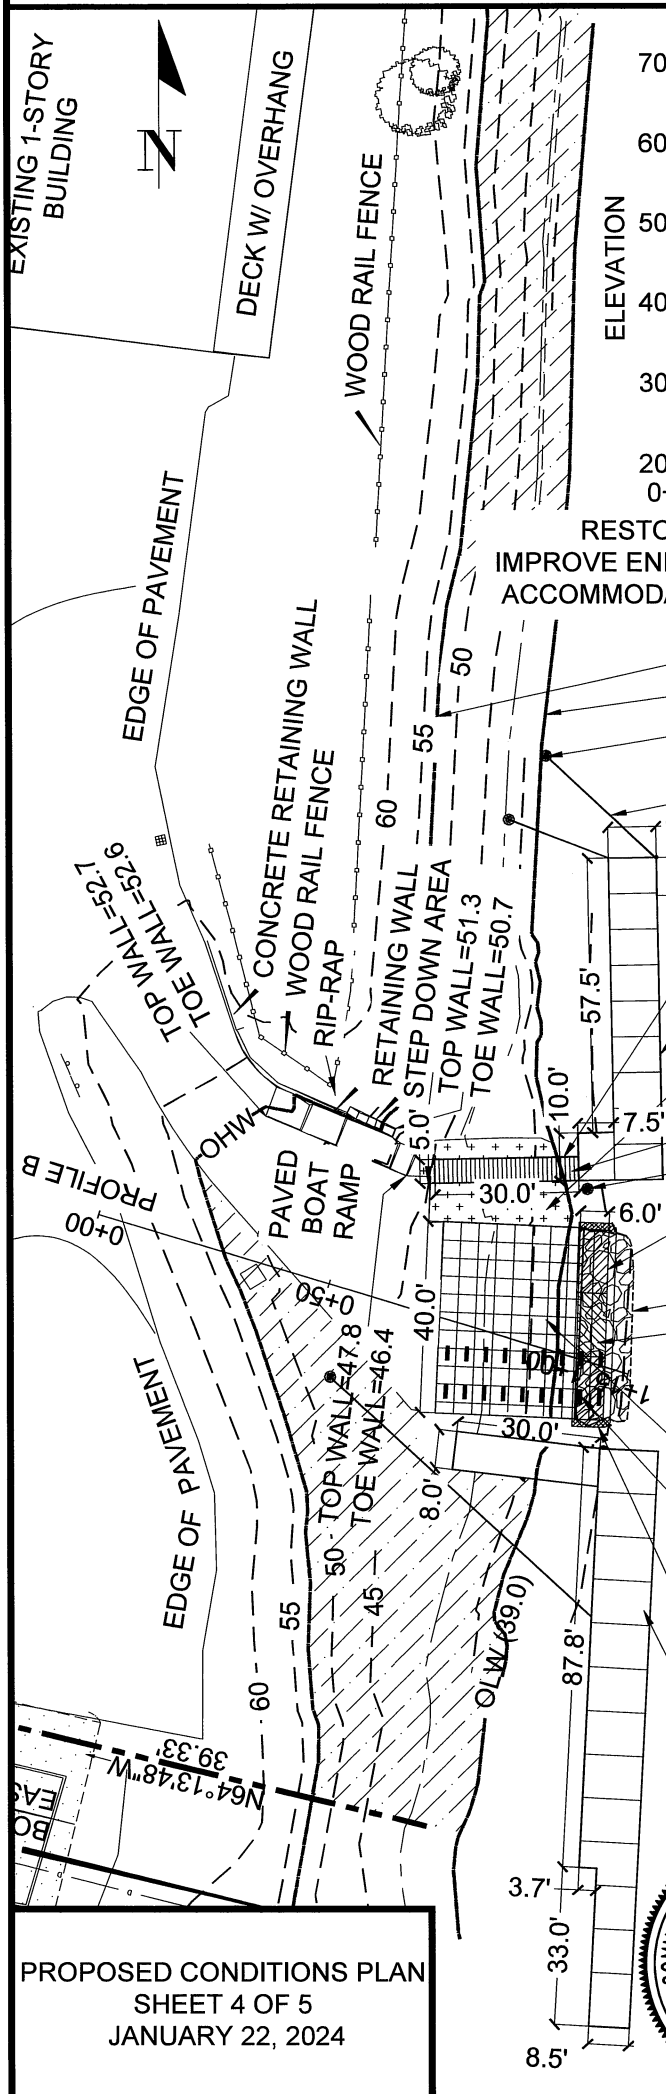 EXISTING 1-STORY
BUILDING
N
DECK W/ OVERHANG
WOOD RAIL FENCE
ELEVATION
70
60
50
40
30
20
0+
RESTO
IMPROVE EN
ACCOMMODA
EDGE OF PAVEMENT
50
55
60
CONCRETE RETAINING WALL
WOOD RAIL FENCE
RIP-RAP
TOP WALL=52.7
TOE WALL=52.6
RETAINING WALL
STEP DOWN AREA
TOP WALL=51.3
TOE WALL=50.7
57.5'
10.0'
7.5'
5.0'
30.0'
6.0'
OHW
PROFILE B
0+00
0+50
PAVED
BOAT
RAMP
40.0'
1+
30.0'
8.0'
TOP WALL=47.8
TOE WALL=46.4
EDGE OF PAVEMENT
50
45
55
60
OLW (39.0)
87.8'
N64°13'48"W
39.33'
BO
EAS
3.7'
33.0'
8.5'
PROPOSED CONDITIONS PLAN
SHEET 4 OF 5
JANUARY 22, 2024